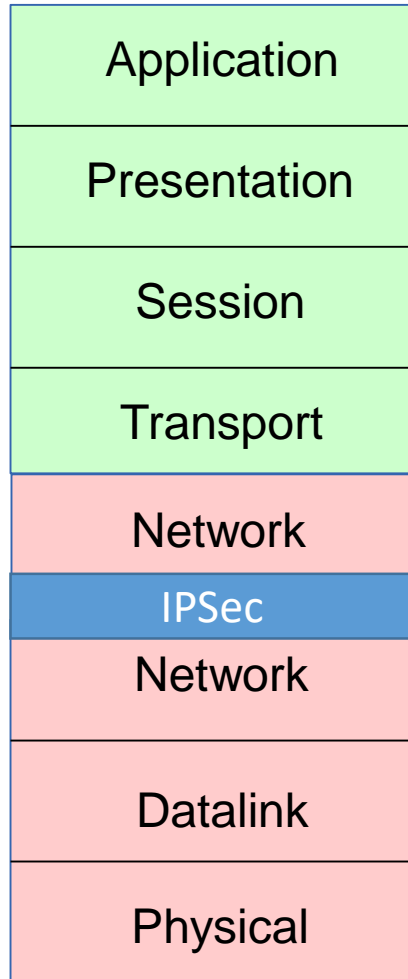 Application
Presentation
Session
Transport
Network
IPSec
Network
Datalink
Physical